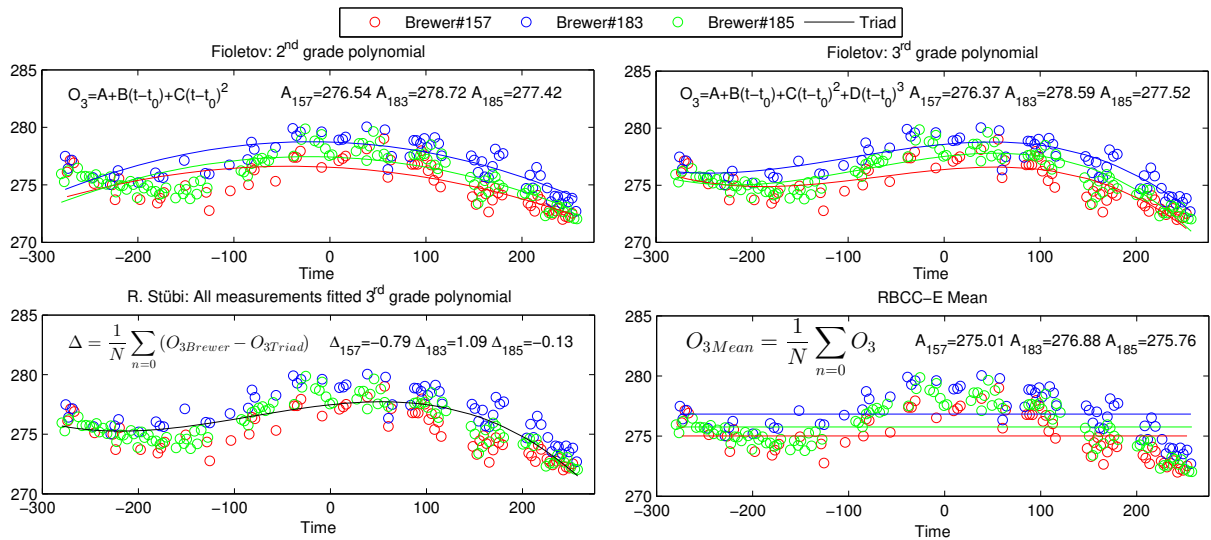 Brewer#157 Brewer#183 Brewer#185 Triad
Fioletov: 2nd grade polynomial
O3=A+B(t−t0)+C(t−t0)2 A157=276.54 A183=278.72 A185=277.42
285
280
275
270
−300 −200 −100 0 100 200
Time
Fioletov: 3rd grade polynomial
O3=A+B(t−t0)+C(t−t0)2+D(t−t0)3 A157=276.37 A183=278.59 A185=277.52
285
280
275
270
−300 −200 −100 0 100 200
Time
R. Stübi: All measurements fitted 3rd grade polynomial
Δ = 1/N ∑n=0 (O3Brewer − O3Triad) Δ157=−0.79 Δ183=1.09 Δ185=−0.13
285
280
275
270
−300 −200 −100 0 100 200
Time
RBCC−E Mean
O3Mean = 1/N ∑n=0 O3 A157=275.01 A183=276.88 A185=275.76
285
280
275
270
−300 −200 −100 0 100 200
Time